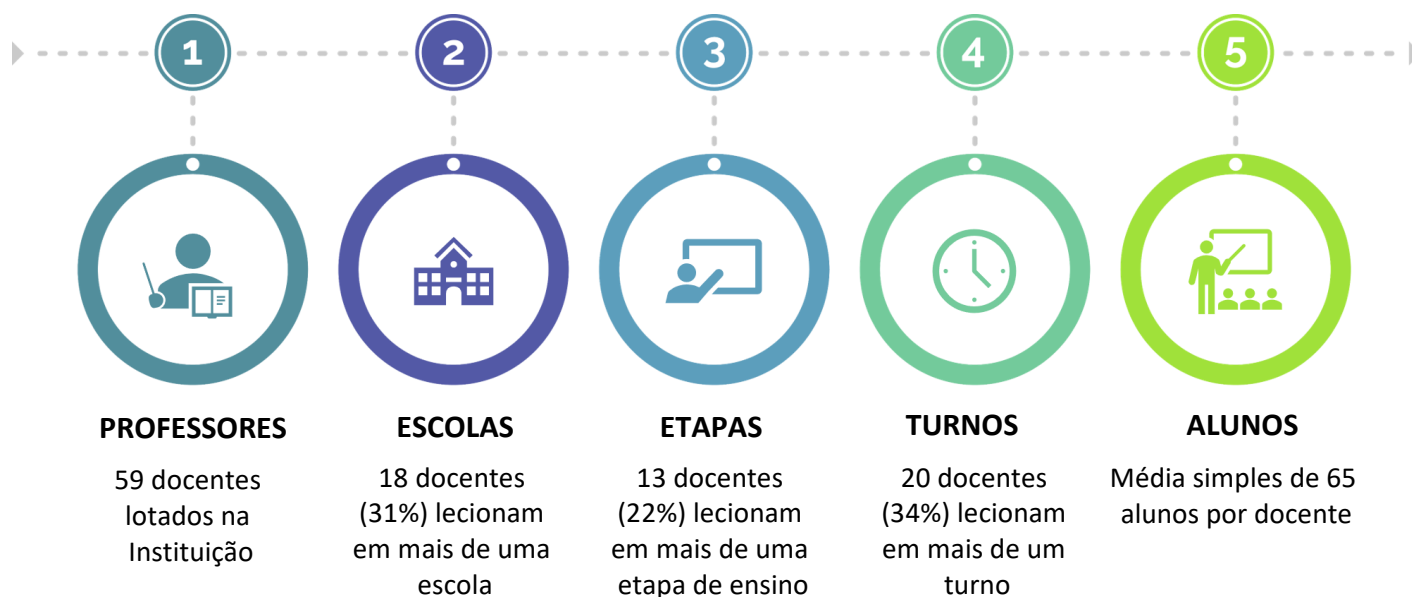 1
2
3
4
5
PROFESSORES
59 docentes
lotados na
Instituição
ESCOLAS
18 docentes
(31%) lecionam
em mais de uma
escola
ETAPAS
13 docentes
(22%) lecionam
em mais de uma
etapa de ensino
TURNOS
20 docentes
(34%) lecionam
em mais de um
turno
ALUNOS
Média simples de 65
alunos por docente